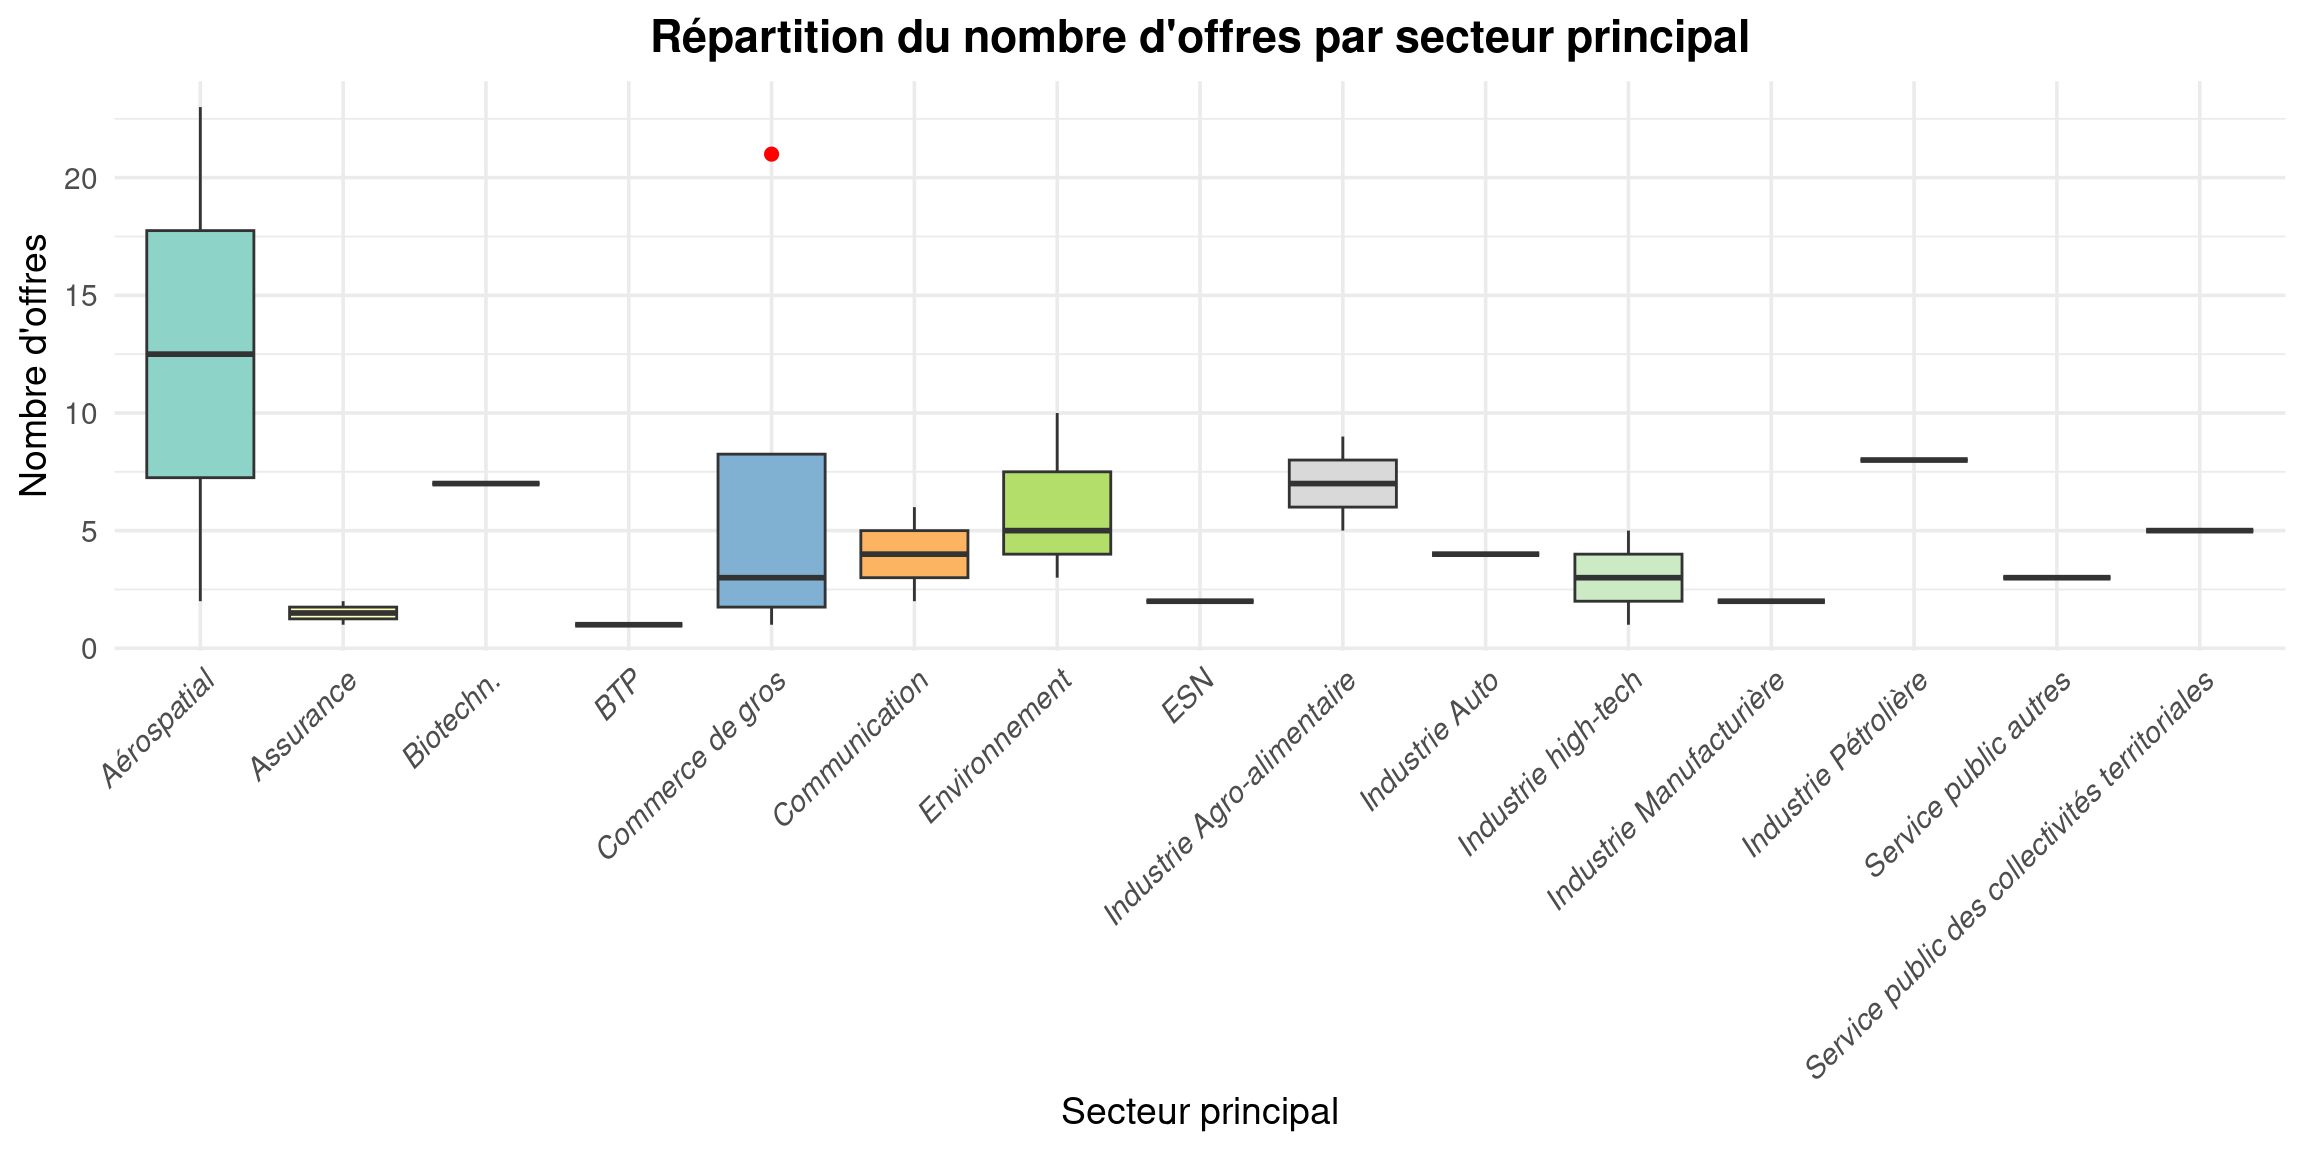 Répartition du nombre d'offres par secteur principal
Nombre d'offres
20
15
10
5
0
Aérospatial
Assurance
Biotechn.
BTP
Commerce de gros
Communication
Environnement
ESN
Industrie Agro-alimentaire
Industrie Auto
Industrie high-tech
Industrie Manufacturière
Industrie Pétrolière
Service public autres
Service public des collectivités territoriales
Secteur principal